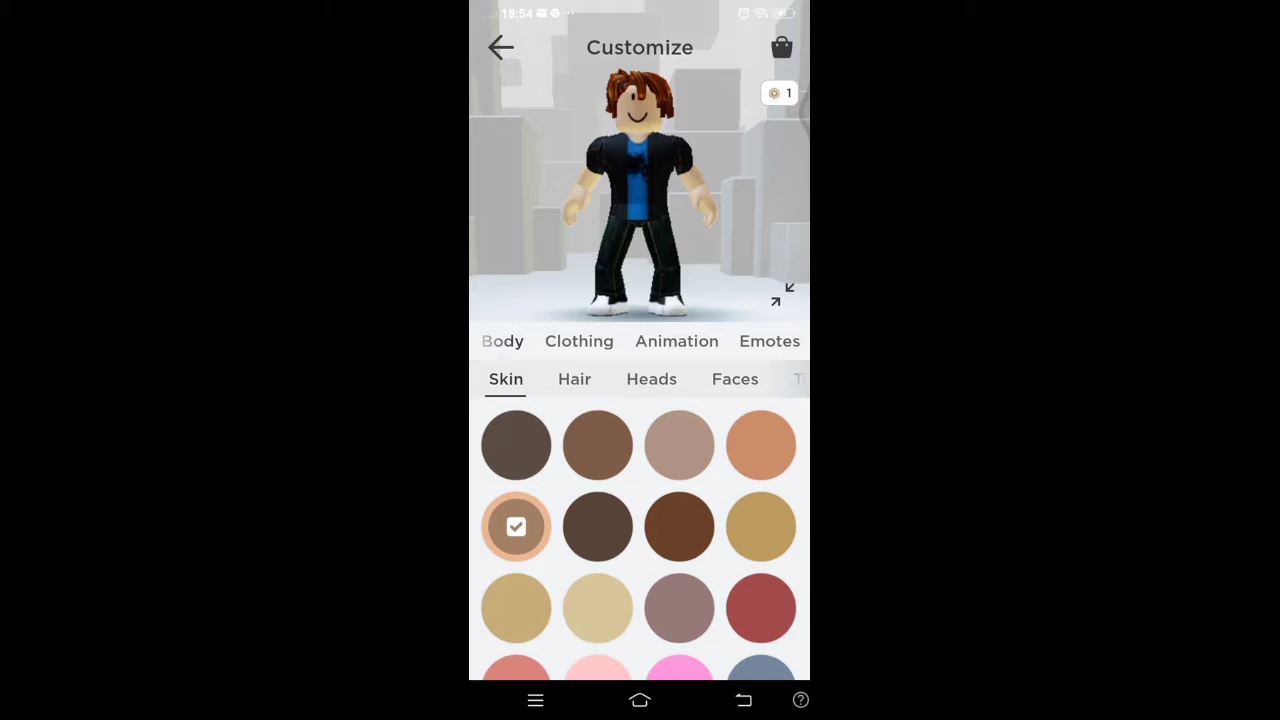 18:54
Customize
1
Body Clothing Animation Emotes
Skin Hair Heads Faces